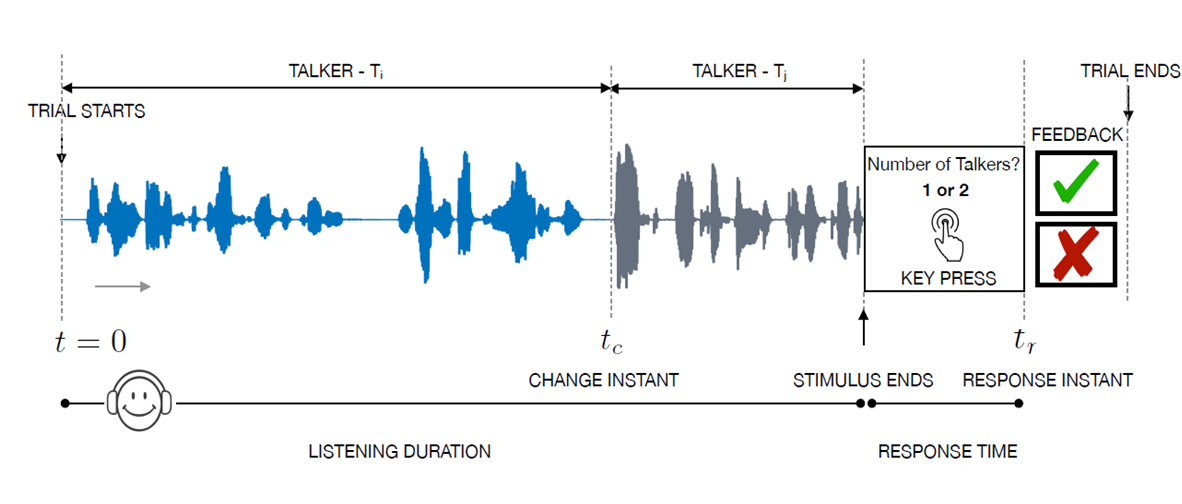 TALKER - Ti
TALKER - Tj
TRIAL ENDS
TRIAL STARTS
FEEDBACK
Number of Talkers?
1 or 2
KEY PRESS
t = 0
tc
tr
CHANGE INSTANT
STIMULUS ENDS
RESPONSE INSTANT
LISTENING DURATION
RESPONSE TIME